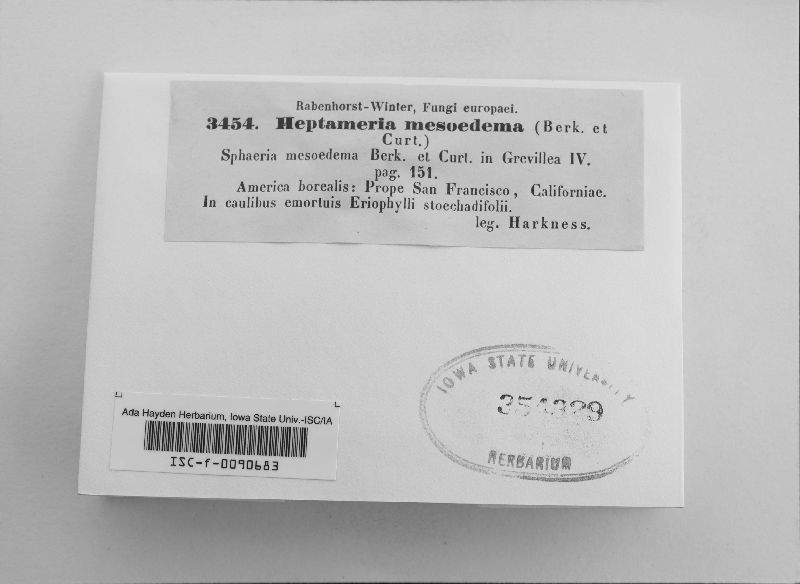 Rabenhorst-Winter, Fungi europaei.
3454. Heptameria mesoedema (Berk. et
Curt.)
Sphaeria mesoedema Berk. et Curt. in Grevillea IV.
pag. 151.
America borealis: Prope San Francisco, Californiae.
In caulibus emortuis Eriophylli stoechadifolii.
leg. Harkness.
IOWA STATE UNIVERSITY
354329
HERBARIUM
Ada Hayden Herbarium, Iowa State Univ.-ISC/IA
ISC-f-0090683